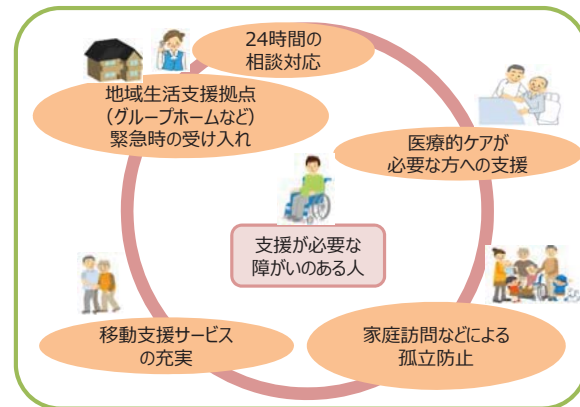 24時間の
相談対応
地域生活支援拠点
（グループホームなど）
緊急時の受け入れ
医療的ケアが
必要な方への支援
支援が必要な
障がいのある人
移動支援サービス
の充実
家庭訪問などによる
孤立防止